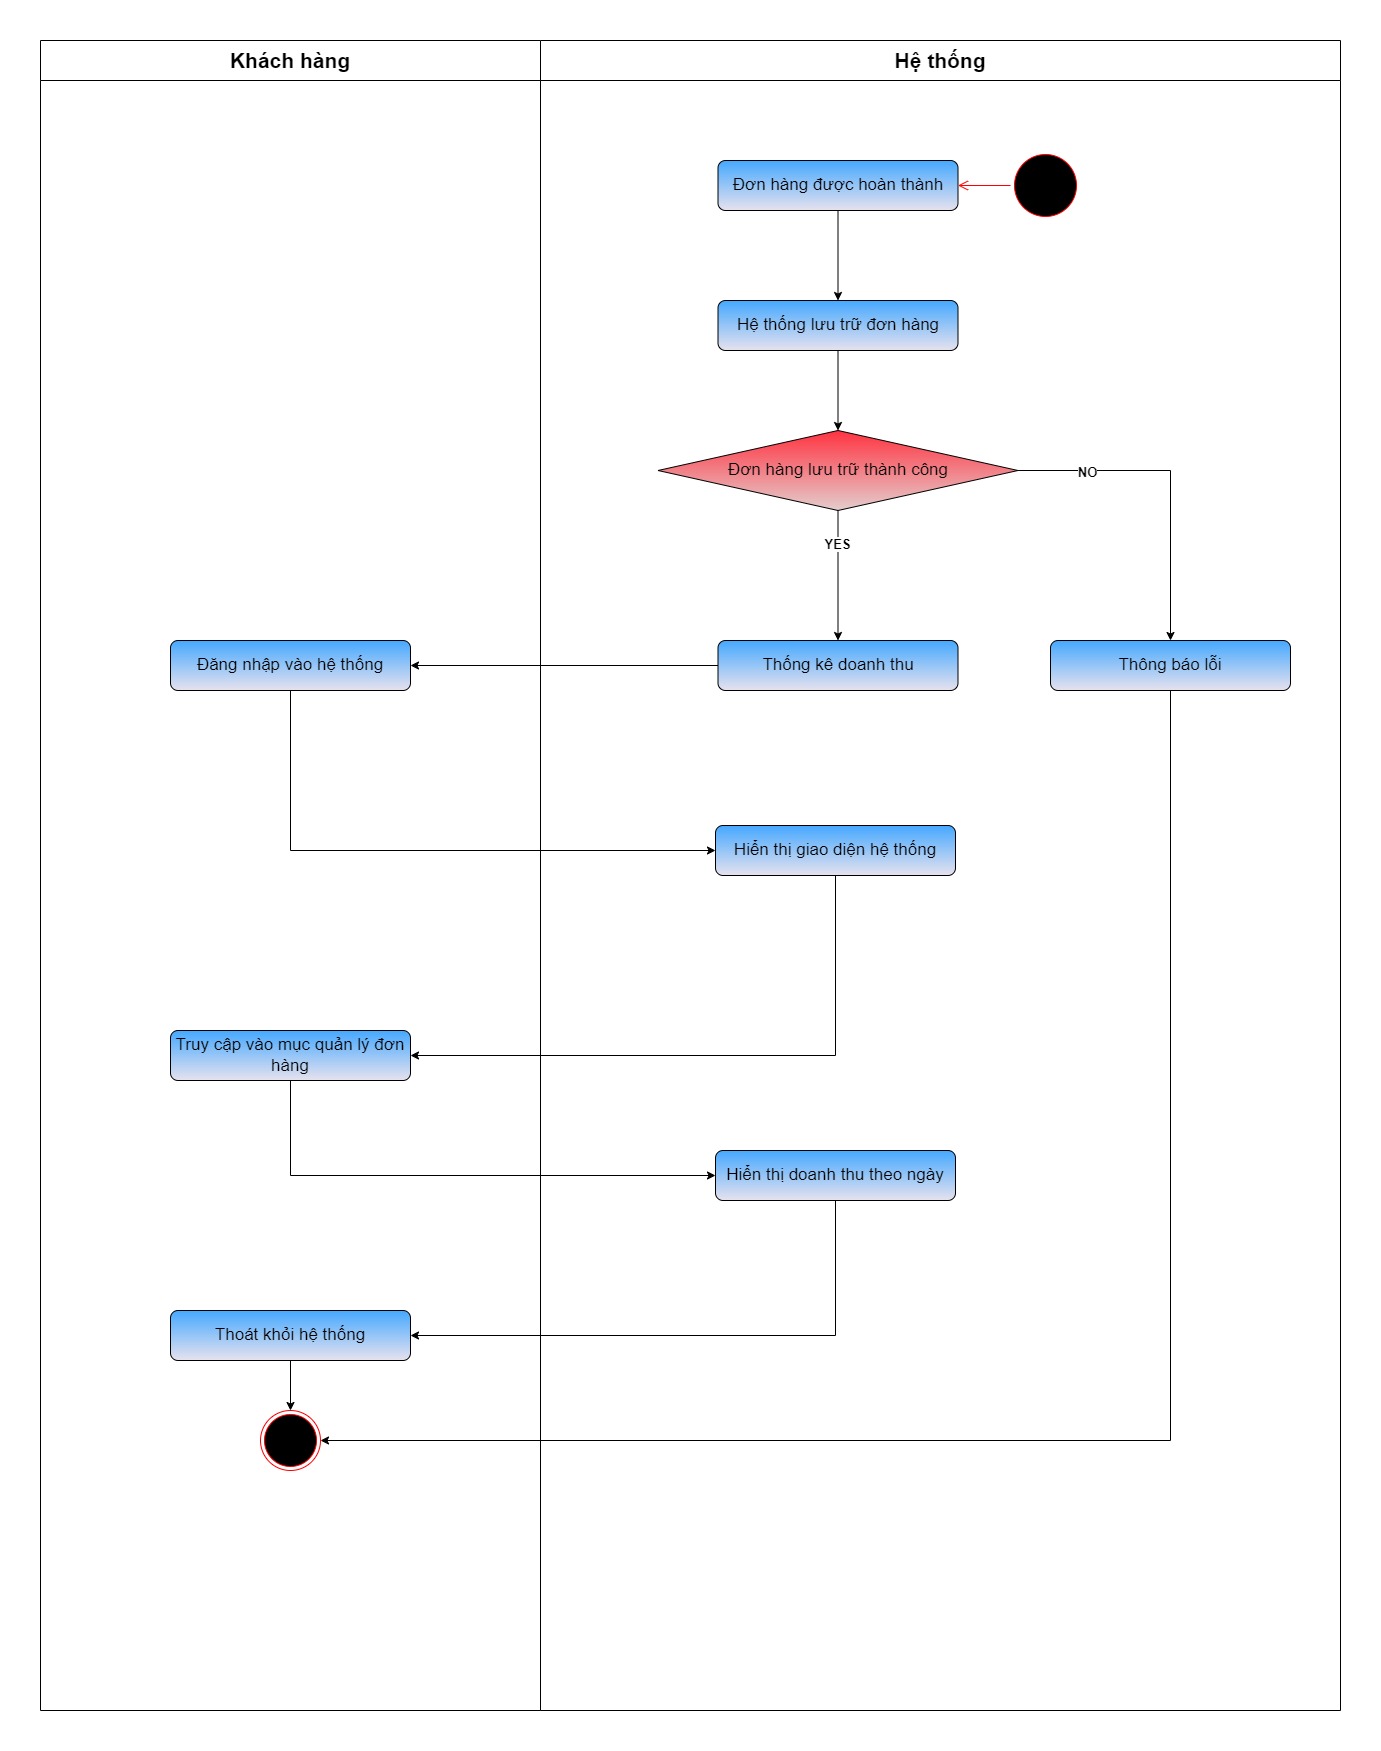 Khách hàng
Hệ thống
Đơn hàng được hoàn thành
Hệ thống lưu trữ đơn hàng
Đơn hàng lưu trữ thành công
NO
YES
Đăng nhập vào hệ thống
Thống kê doanh thu
Thông báo lỗi
Hiển thị giao diện hệ thống
Truy cập vào mục quản lý đơn
hàng
Hiển thị doanh thu theo ngày
Thoát khỏi hệ thống